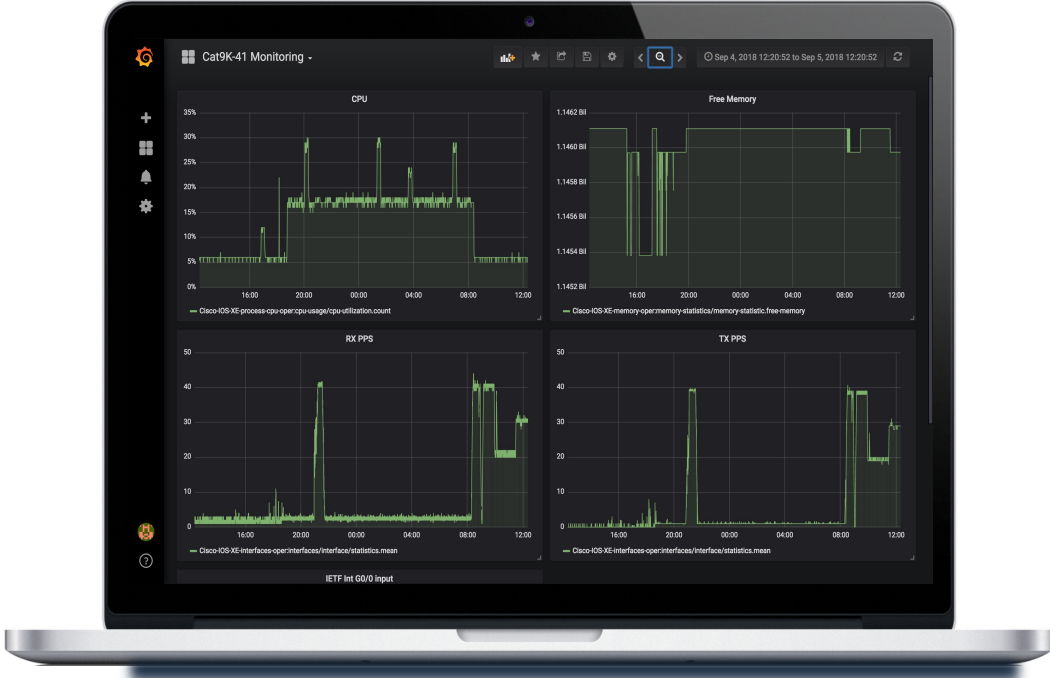 Cat9K-41 Monitoring
Sep 4, 2018 12:20:52 to Sep 5, 2018 12:20:52
CPU
35%
30%
25%
20%
15%
10%
5%
0%
16:00 20:00 00:00 04:00 08:00 12:00
Cisco-IOS-XE-process-cpu-oper:cpu-usage/cpu-utilization.count
Free Memory
1.1462 Bil
1.1460 Bil
1.1458 Bil
1.1456 Bil
1.1454 Bil
1.1452 Bil
16:00 20:00 00:00 04:00 08:00 12:00
Cisco-IOS-XE-memory-oper:memory-statistics/memory-statistic.free-memory
RX PPS
50
40
30
20
10
0
16:00 20:00 00:00 04:00 08:00 12:00
Cisco-IOS-XE-interfaces-oper:interfaces/interface/statistics.mean
TX PPS
50
40
30
20
10
0
16:00 20:00 00:00 04:00 08:00 12:00
Cisco-IOS-XE-interfaces-oper:interfaces/interface/statistics.mean
IETF Int G0/0 input